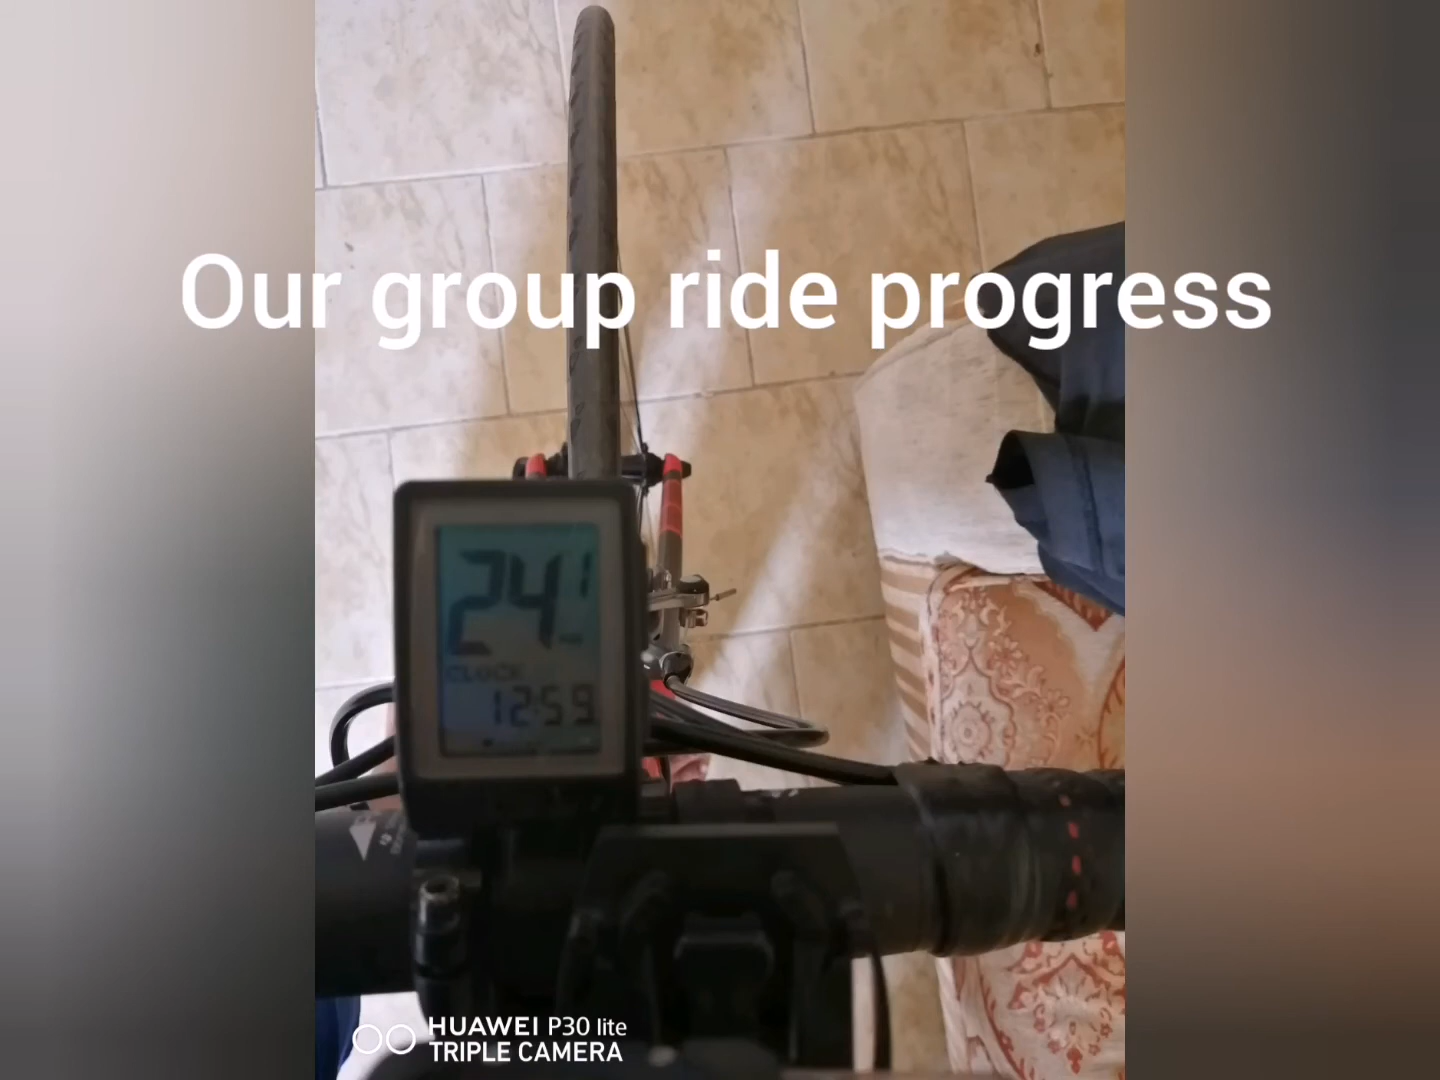 Our group ride progress
24.1
CLOCK
12:59
HUAWEI P30 lite
TRIPLE CAMERA